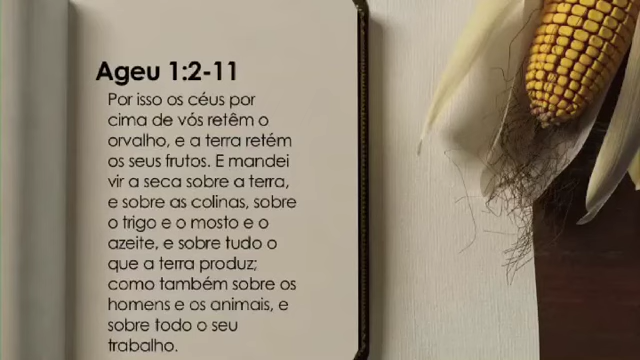 Ageu 1:2-11
Por isso os céus por
cima de vós retêm o
orvalho, e a terra retém
os seus frutos. E mandei
vir a seca sobre a terra,
e sobre as colinas, sobre
o trigo e o mosto e o
azeite, e sobre tudo o
que a terra produz;
como também sobre os
homens e os animais, e
sobre todo o seu
trabalho.